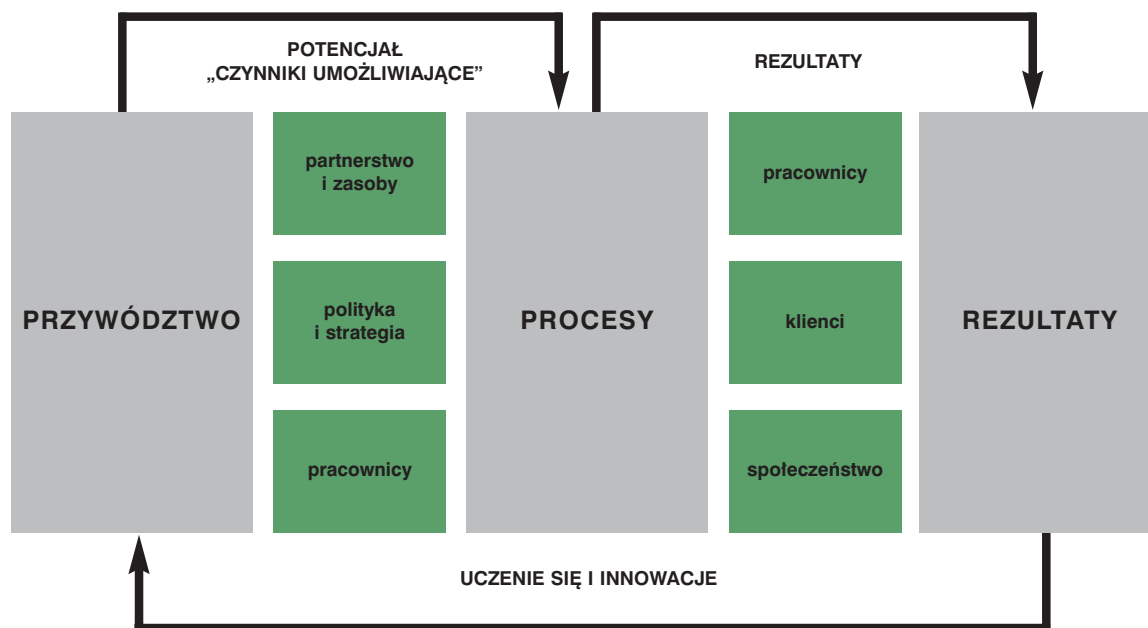 POTENCJAŁ
„CZYNNIKI UMOŻLIWIAJĄCE”
REZULTATY
PRZYWÓDZTWO
partnerstwo
i zasoby
polityka
i strategia
pracownicy
PROCESY
pracownicy
klienci
społeczeństwo
REZULTATY
UCZENIE SIĘ I INNOWACJE